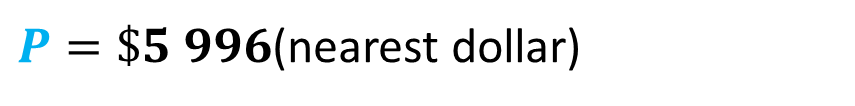 P = $5 996(nearest dollar)